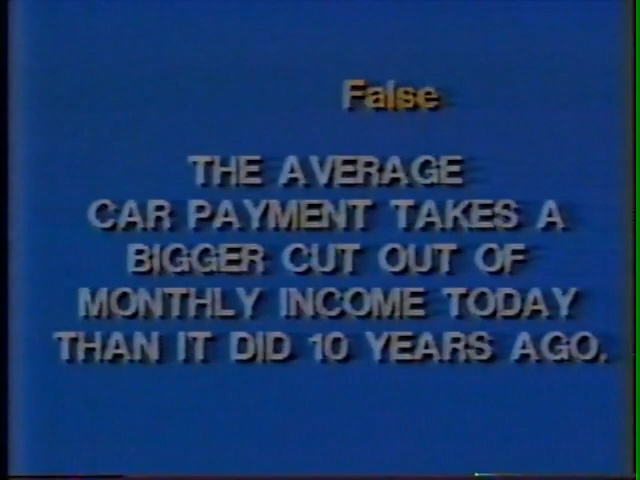 False
THE AVERAGE
CAR PAYMENT TAKES A
BIGGER CUT OUT OF
MONTHLY INCOME TODAY
THAN IT DID 10 YEARS AGO.